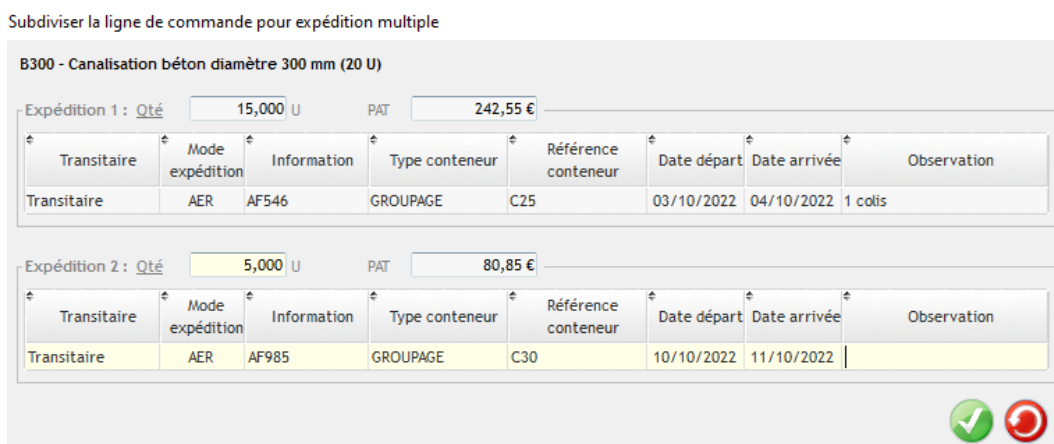 Subdiviser la ligne de commande pour expédition multiple
B300 - Canalisation béton diamètre 300 mm (20 U)
Expédition 1 : Qté 15,000 U PAT 242,55 €
Transitaire Mode expédition Information Type conteneur Référence conteneur Date départ Date arrivée Observation
Transitaire AER AF546 GROUPAGE C25 03/10/2022 04/10/2022 1 colis
Expédition 2 : Qté 5,000 U PAT 80,85 €
Transitaire Mode expédition Information Type conteneur Référence conteneur Date départ Date arrivée Observation
Transitaire AER AF985 GROUPAGE C30 10/10/2022 11/10/2022